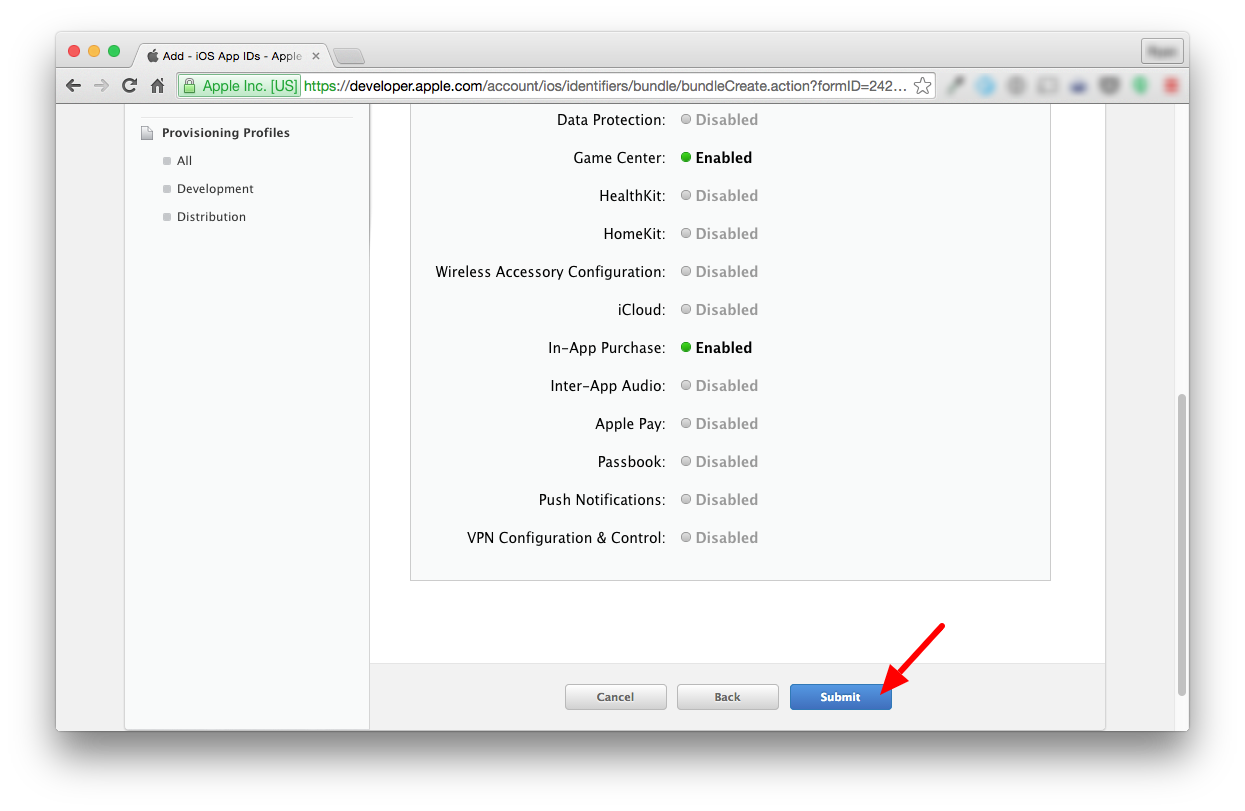 Add - iOS App IDs - Apple
Apple Inc. [US] https://developer.apple.com/account/ios/identifiers/bundle/bundleCreate.action?formID=242...
Provisioning Profiles
All
Development
Distribution
Data Protection: Disabled
Game Center: Enabled
HealthKit: Disabled
HomeKit: Disabled
Wireless Accessory Configuration: Disabled
iCloud: Disabled
In-App Purchase: Enabled
Inter-App Audio: Disabled
Apple Pay: Disabled
Passbook: Disabled
Push Notifications: Disabled
VPN Configuration & Control: Disabled
Cancel Back Submit